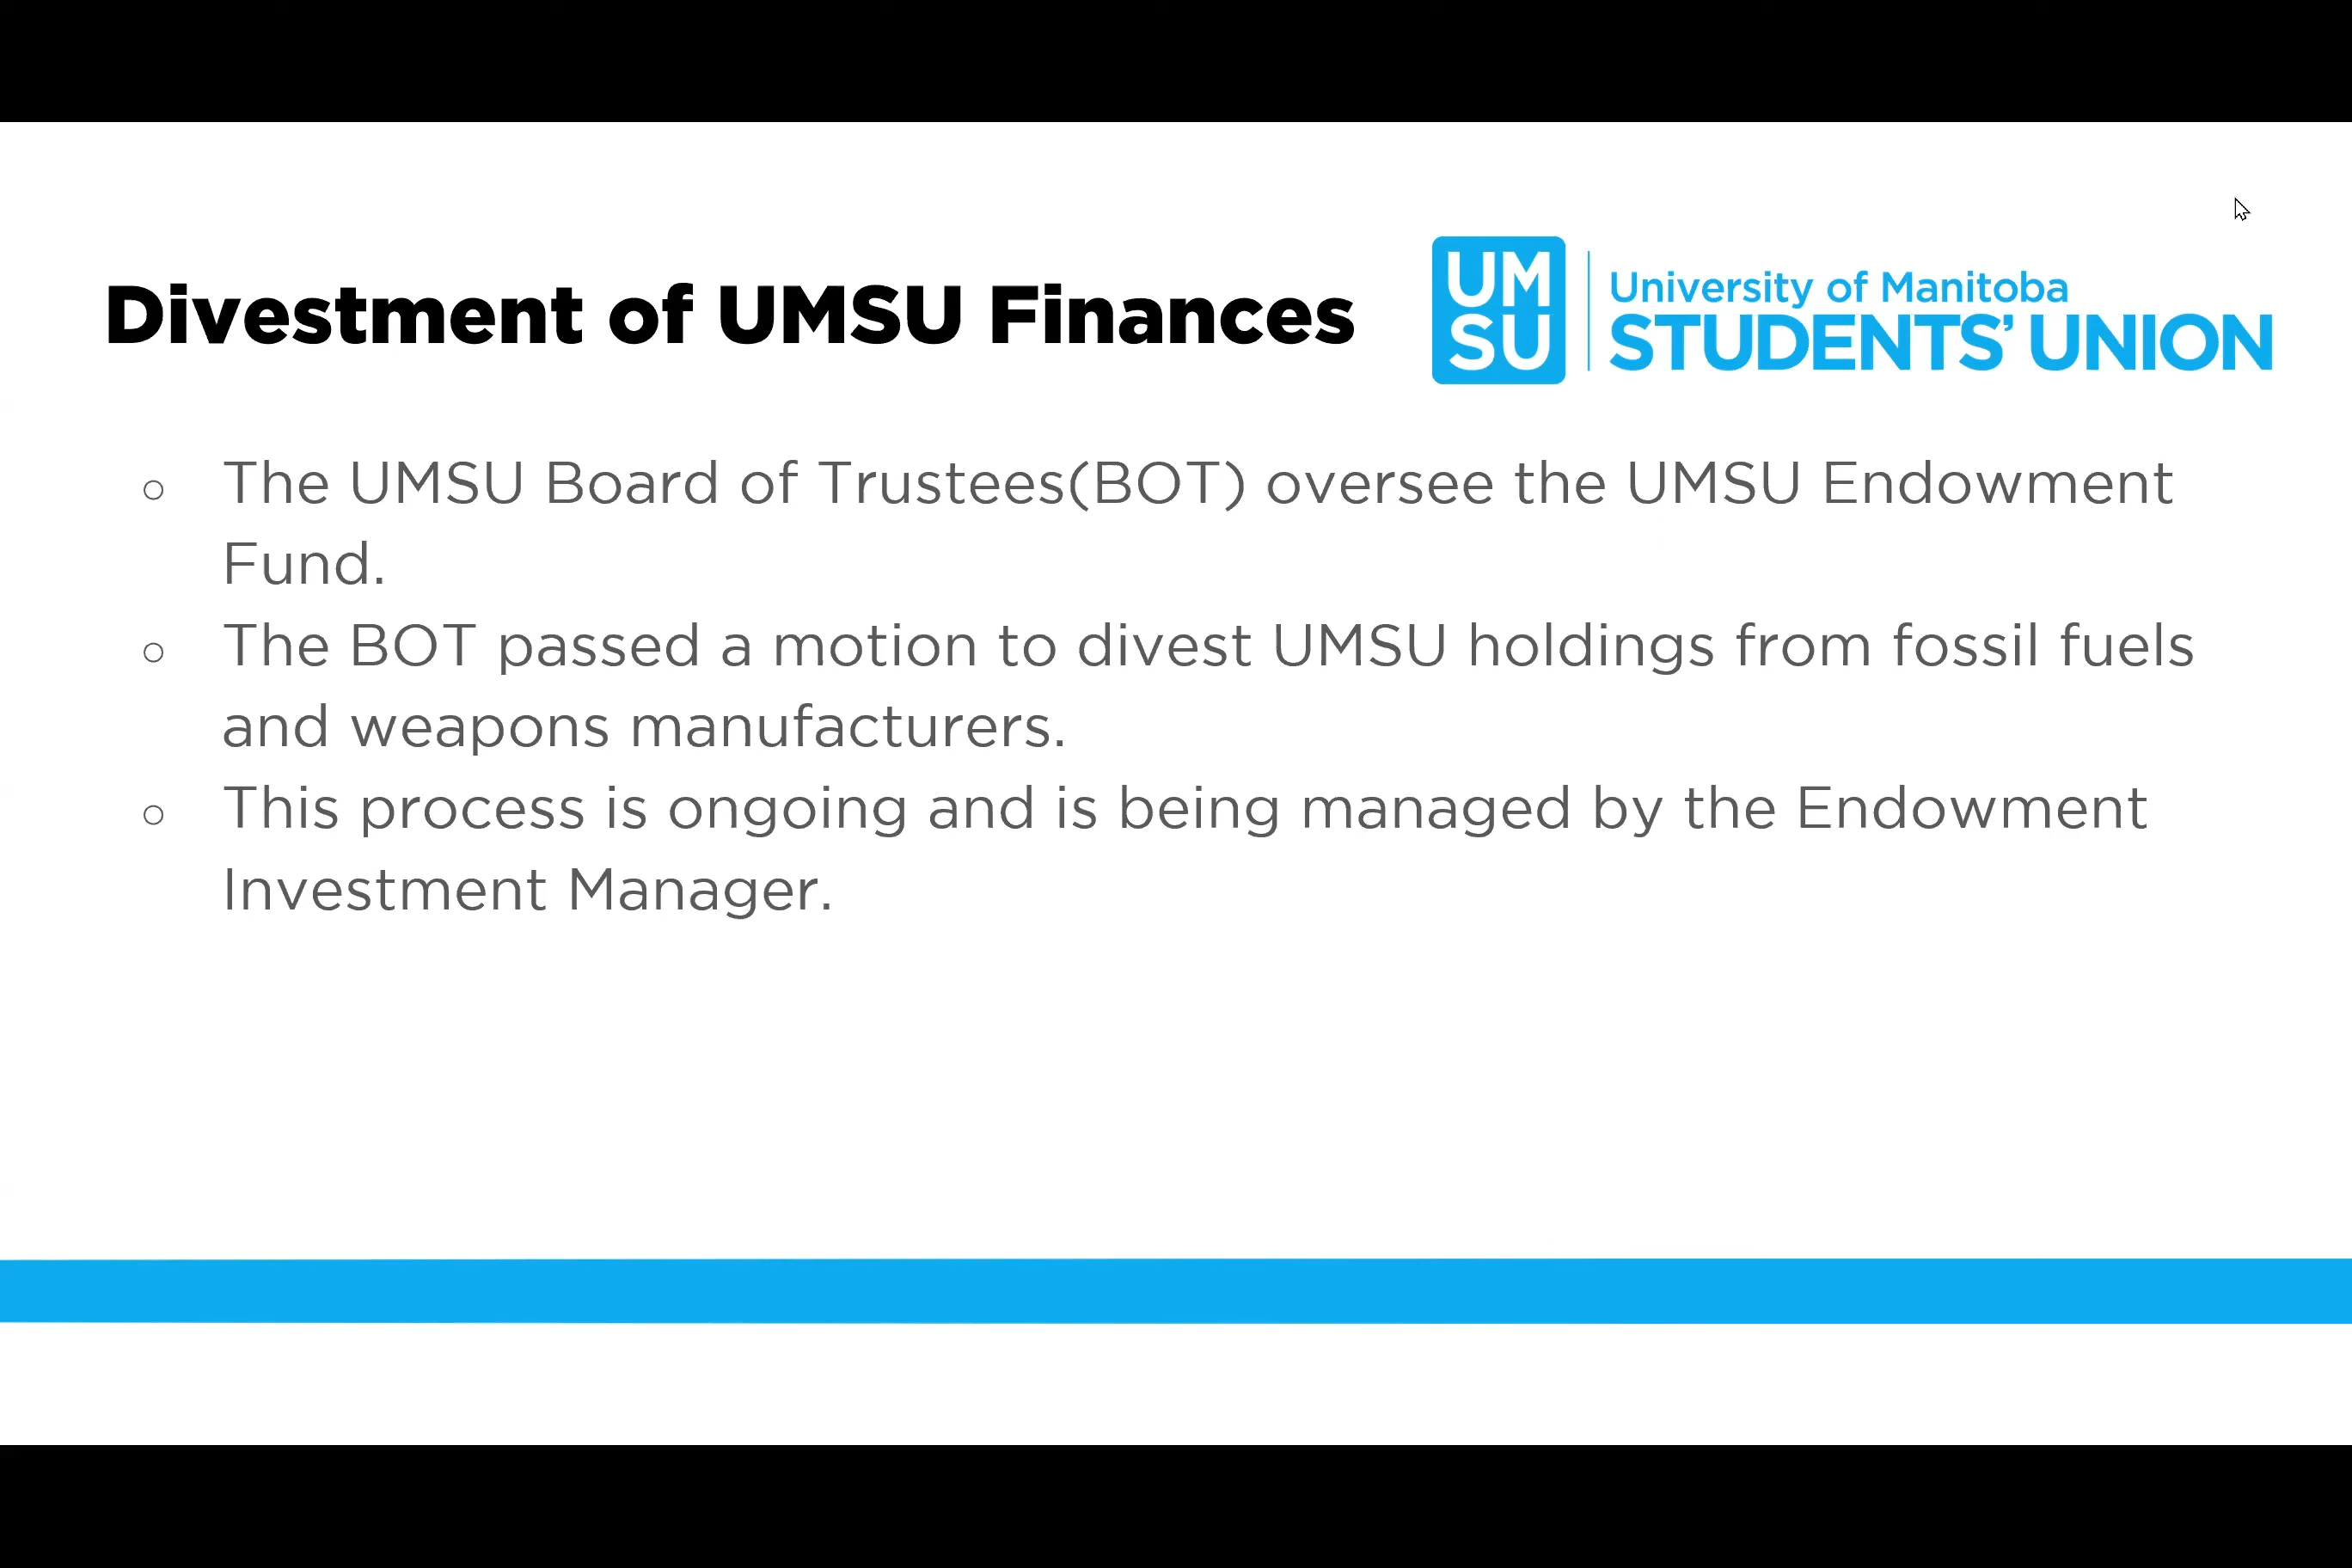 Divestment of UMSU Finances
UM
SU
University of Manitoba
STUDENTS' UNION
○ The UMSU Board of Trustees(BOT) oversee the UMSU Endowment
Fund.
○ The BOT passed a motion to divest UMSU holdings from fossil fuels
and weapons manufacturers.
○ This process is ongoing and is being managed by the Endowment
Investment Manager.